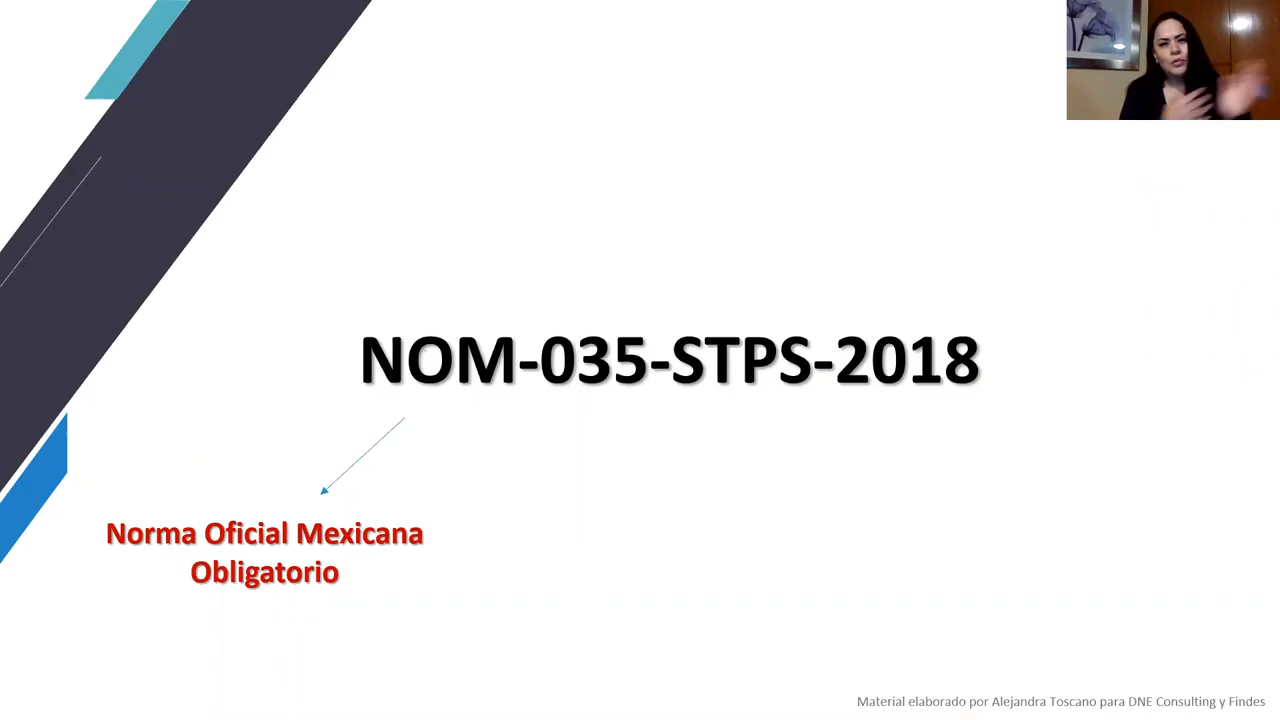 NOM-035-STPS-2018
Norma Oficial Mexicana
Obligatorio
Material elaborado por Alejandra Toscano para DNE Consulting y Findes